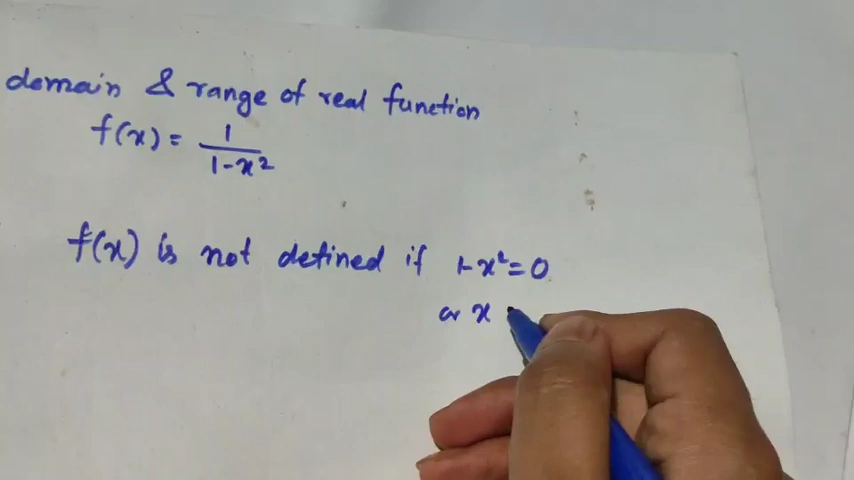 domain & range of real function
f(x) = 1/(1-x²)
f(x) is not defined if 1-x²=0
or x